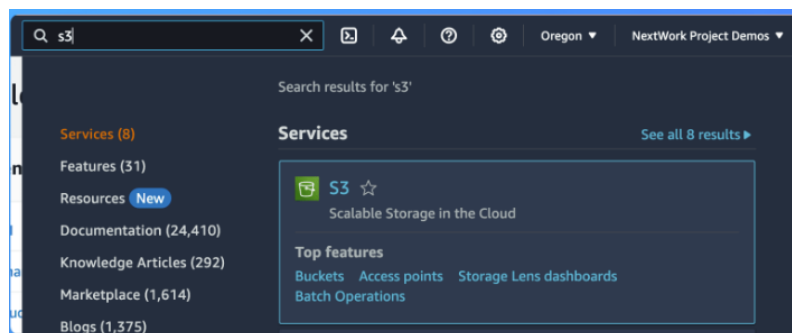 s3
Oregon ▼
NextWork Project Demos ▼
Search results for 's3'
Services (8)
Features (31)
Resources New
Documentation (24,410)
Knowledge Articles (292)
Marketplace (1,614)
Blogs (1,375)
Services
See all 8 results ▶
S3
Scalable Storage in the Cloud
Top features
Buckets Access points Storage Lens dashboards
Batch Operations